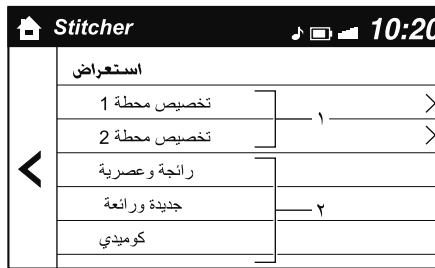 Stitcher 10:20
استعراض
تخصيص محطة 1
تخصيص محطة 2
١
رائجة وعصرية
جديدة ورائعة
٢
كوميدي